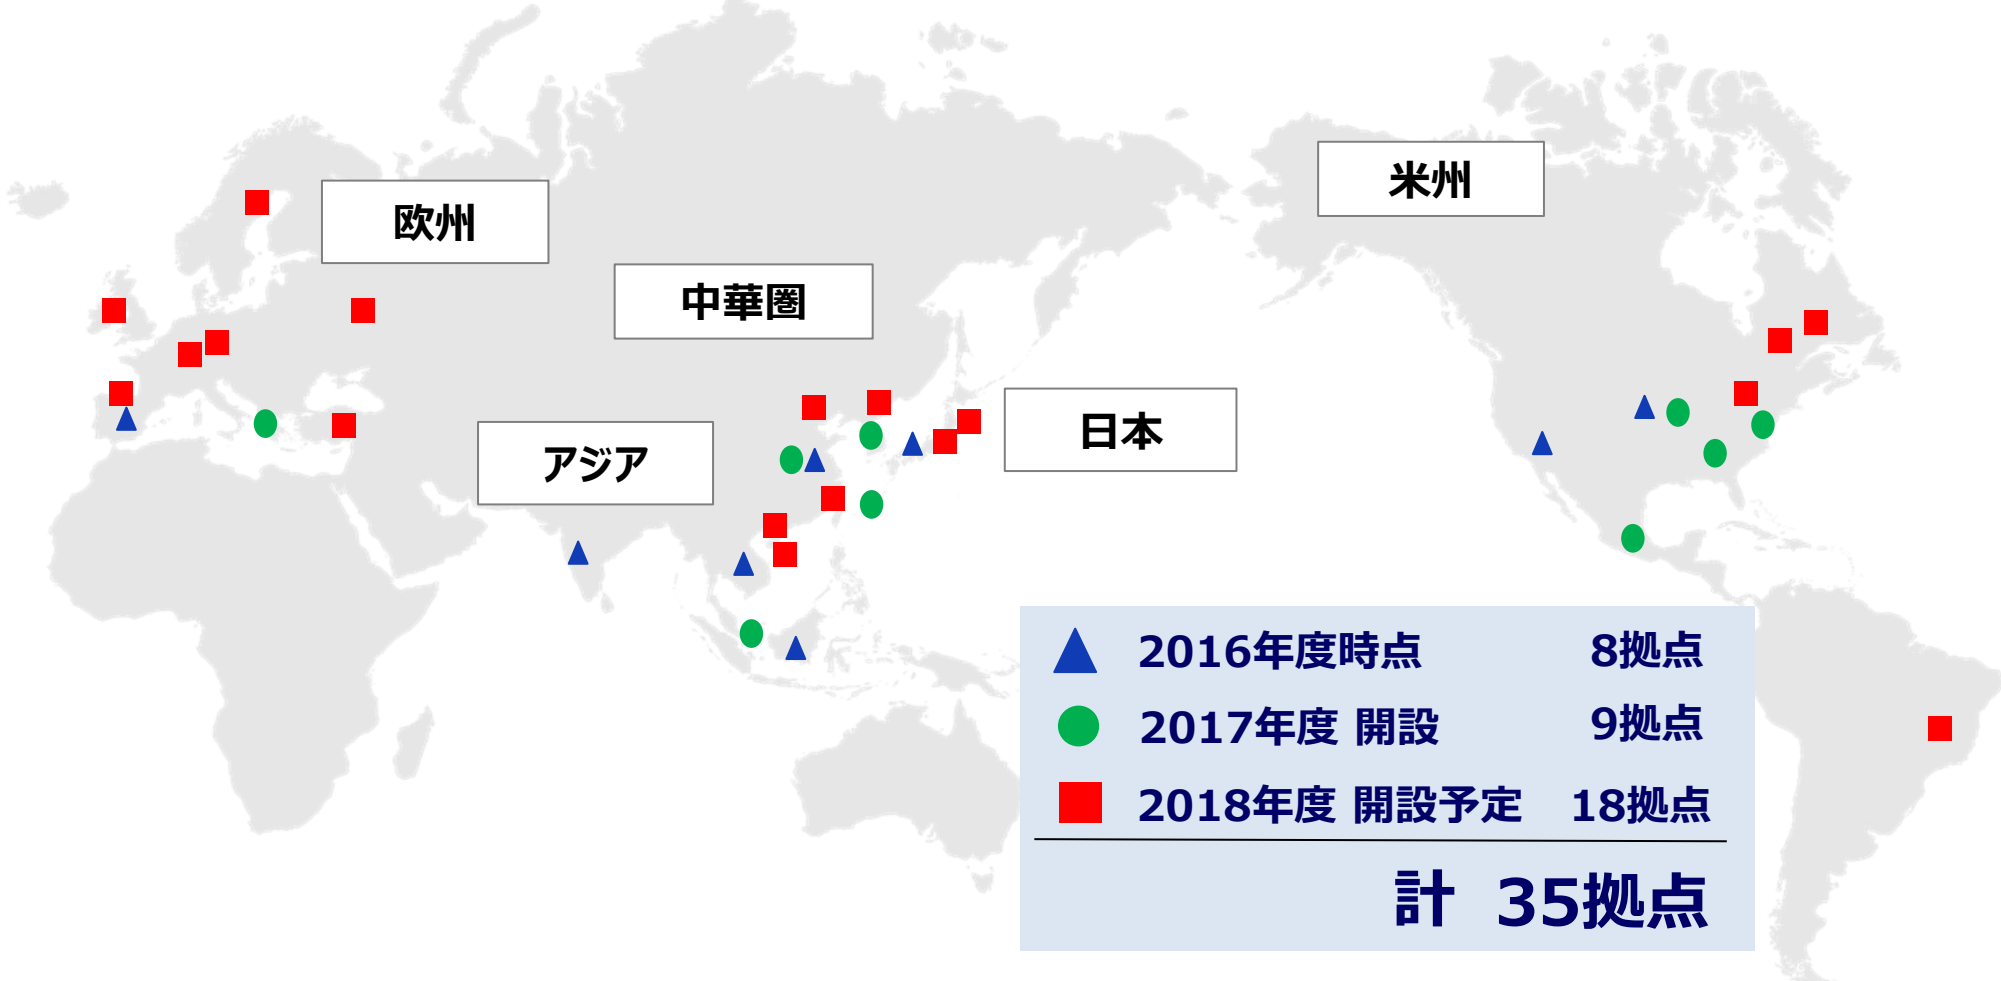 米州
欧州
中華圏
日本
アジア
2016年度時点 8拠点
2017年度 開設 9拠点
2018年度 開設予定 18拠点
計 35拠点